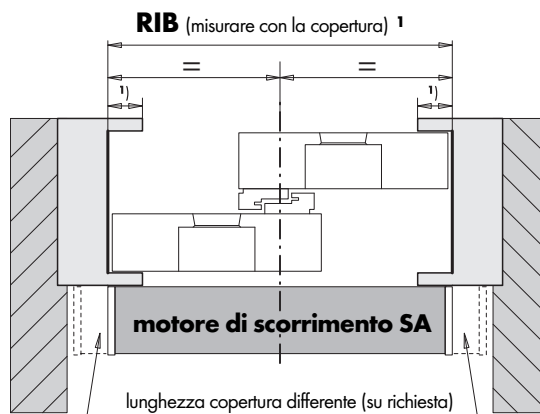 RIB (misurare con la copertura) 1
= =
1) 1)
motore di scorrimento SA
lunghezza copertura differente (su richiesta)